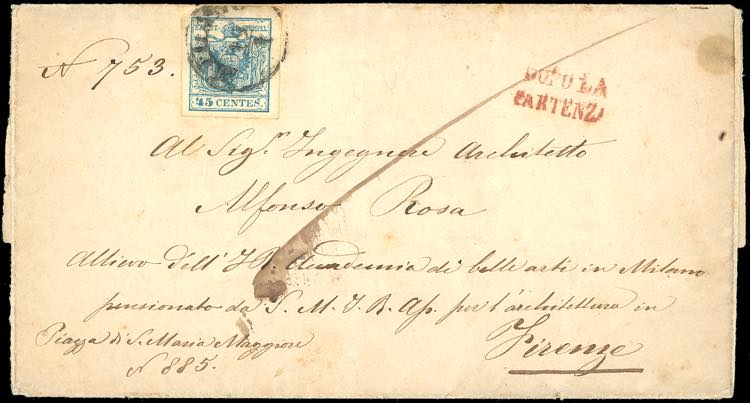 N 753.
45 CENTES.
DOPO LA
PARTENZA
Al Sig.r Ingegnere Architetto
Alfonso Rosa
Allievo dell' I. R. Accademia di belle arti in Milano
pensionato da S. M. I. R. Ap. per l'architettura in
Firenze
Piazza di S. Maria Maggiore
N 885.